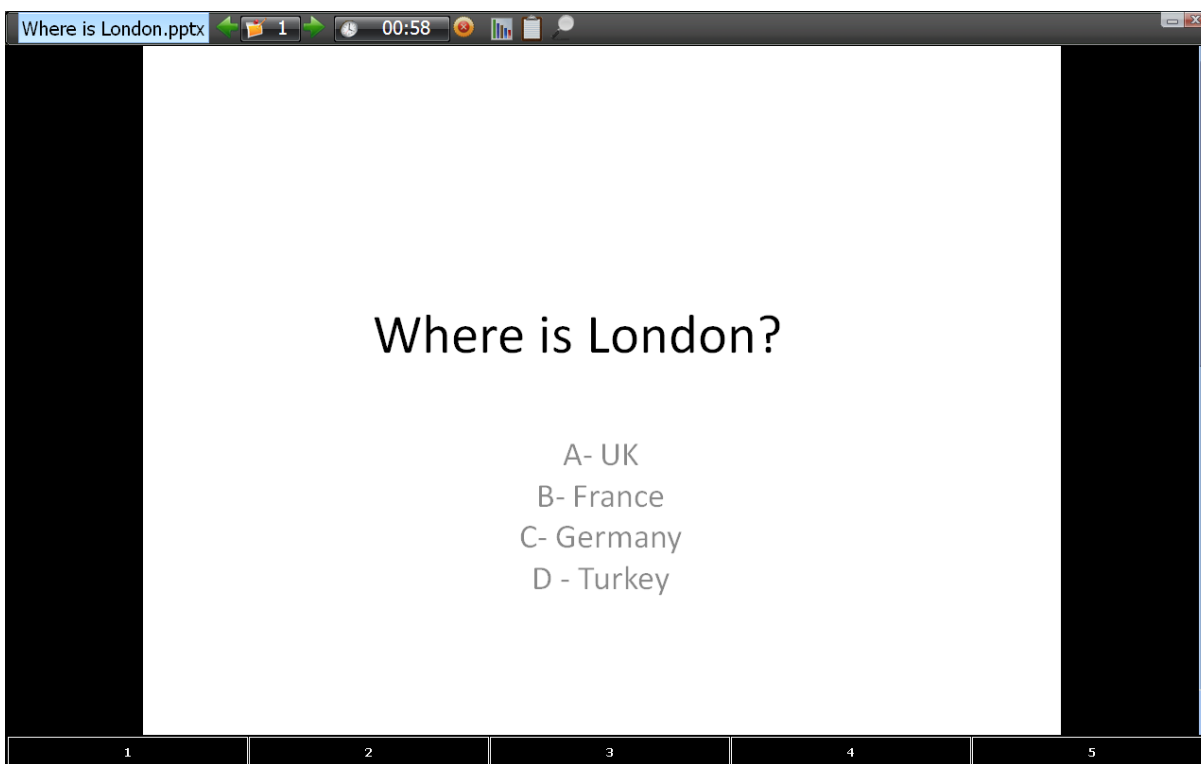 Where is London.pptx 1 00:58
Where is London?
A- UK
B- France
C- Germany
D - Turkey
1 2 3 4 5